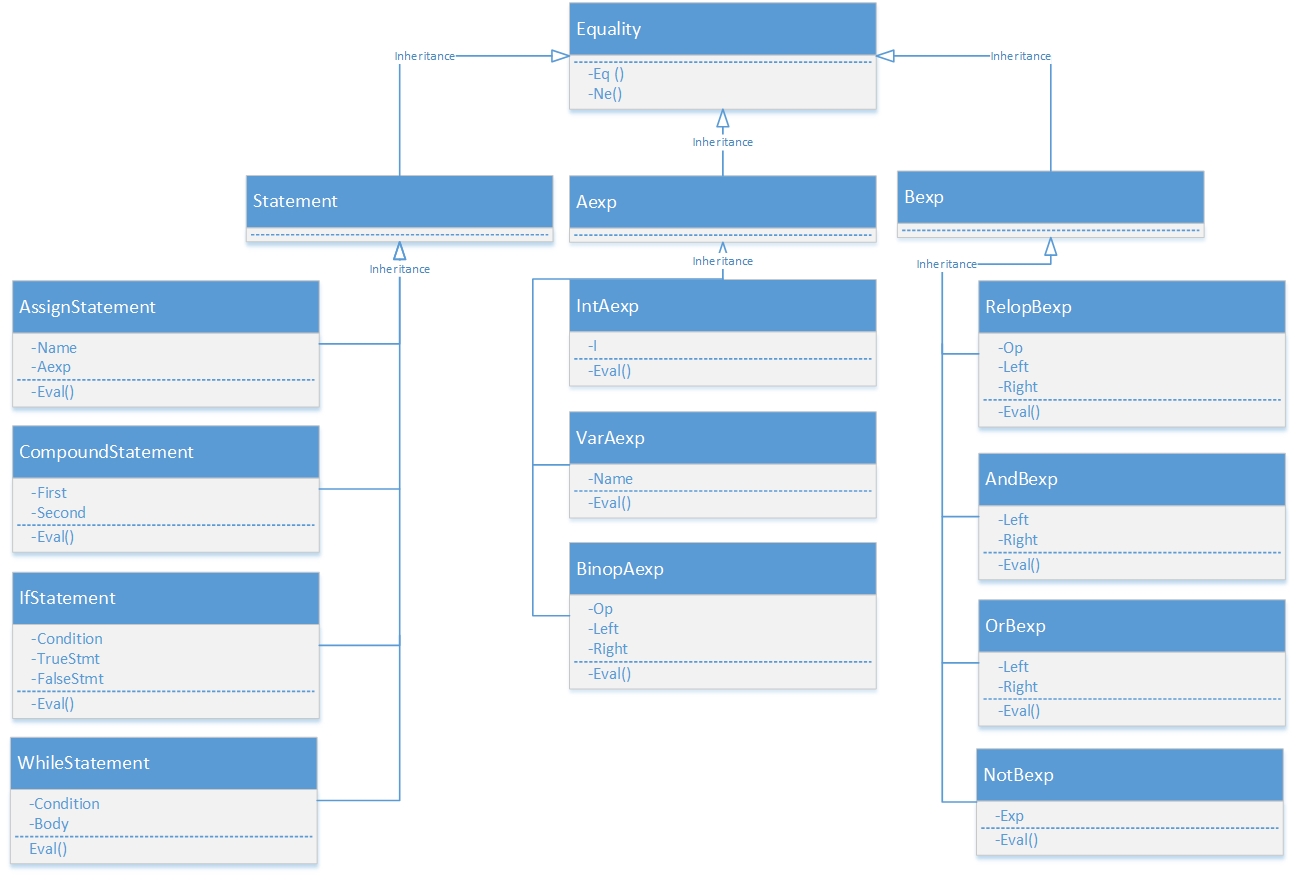 Equality
-Eq ()
-Ne()
Inheritance
Inheritance
Inheritance
Statement
Aexp
Bexp
Inheritance
Inheritance
Inheritance
AssignStatement
-Name
-Aexp
-Eval()
CompoundStatement
-First
-Second
-Eval()
IfStatement
-Condition
-TrueStmt
-FalseStmt
-Eval()
WhileStatement
-Condition
-Body
Eval()
IntAexp
-I
-Eval()
VarAexp
-Name
-Eval()
BinopAexp
-Op
-Left
-Right
-Eval()
RelopBexp
-Op
-Left
-Right
-Eval()
AndBexp
-Left
-Right
-Eval()
OrBexp
-Left
-Right
-Eval()
NotBexp
-Exp
-Eval()